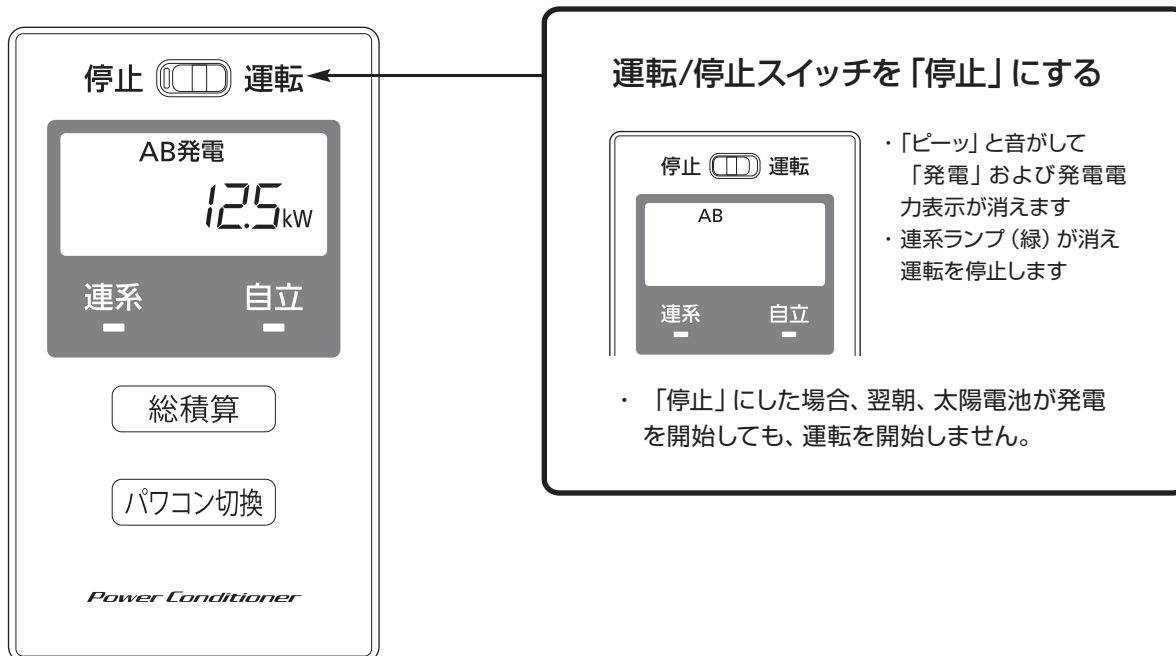 停止 運転
AB発電
12.5kW
連系 自立
総積算
パワコン切換
Power Conditioner
運転/停止スイッチを「停止」にする
停止 運転
AB
連系 自立
・「ピーッ」と音がして
「発電」および発電電
力表示が消えます
・連系ランプ（緑）が消え
運転を停止します
・「停止」にした場合、翌朝、太陽電池が発電
を開始しても、運転を開始しません。